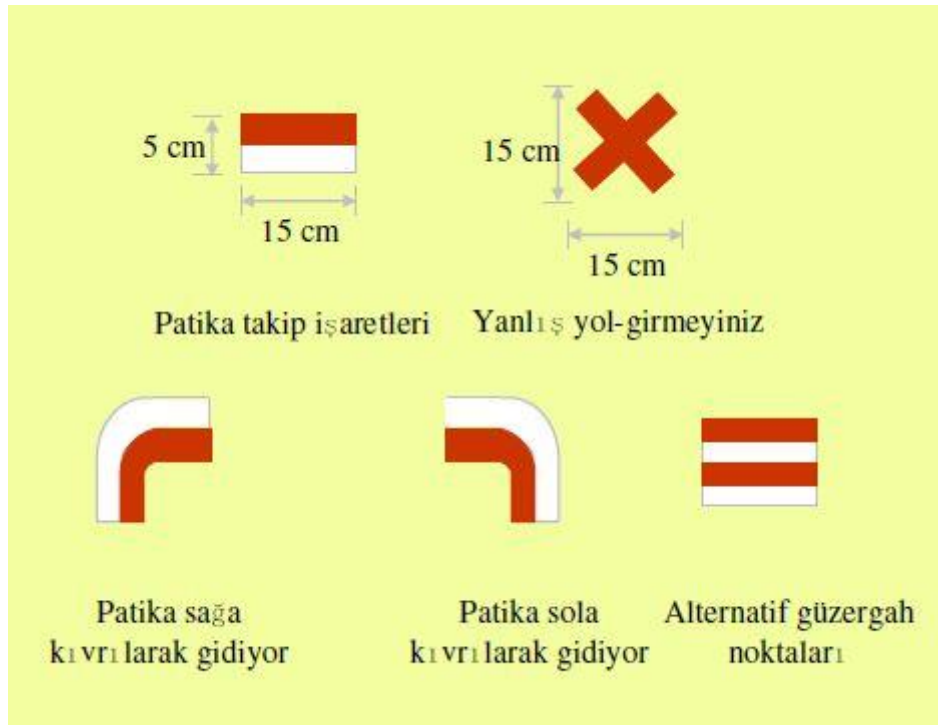 5 cm
15 cm
15 cm
15 cm
Patika takip işaretleri
Yanlış yol-girmeyiniz
Patika sağa
kıvrılarak gidiyor
Patika sola
kıvrılarak gidiyor
Alternatif güzergah
noktaları